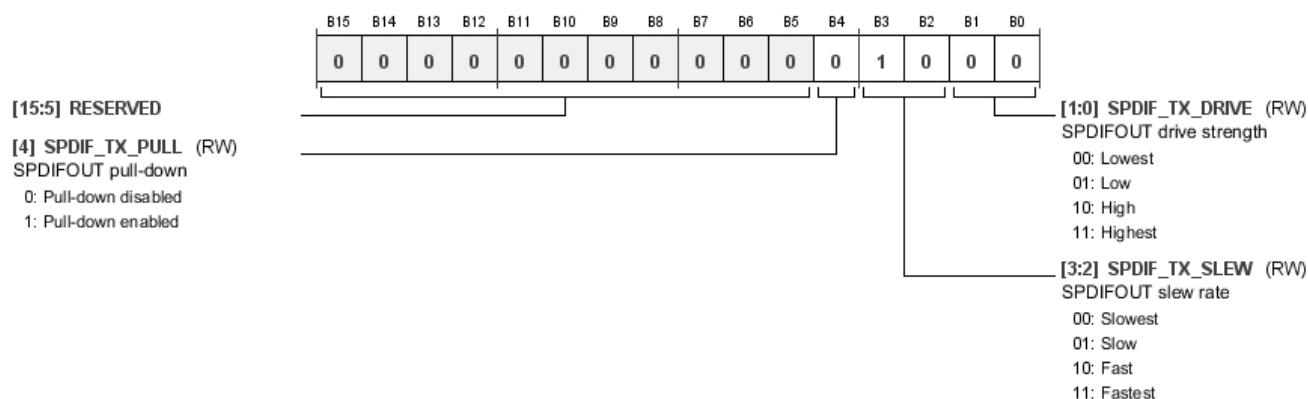 B15 B14 B13 B12 B11 B10 B9 B8 B7 B6 B5 B4 B3 B2 B1 B0
0 0 0 0 0 0 0 0 0 0 0 0 1 0 0 0
[15:5] RESERVED
[4] SPDIF_TX_PULL (RW)
SPDIFOUT pull-down
0: Pull-down disabled
1: Pull-down enabled
[1:0] SPDIF_TX_DRIVE (RW)
SPDIFOUT drive strength
00: Lowest
01: Low
10: High
11: Highest
[3:2] SPDIF_TX_SLEW (RW)
SPDIFOUT slew rate
00: Slowest
01: Slow
10: Fast
11: Fastest